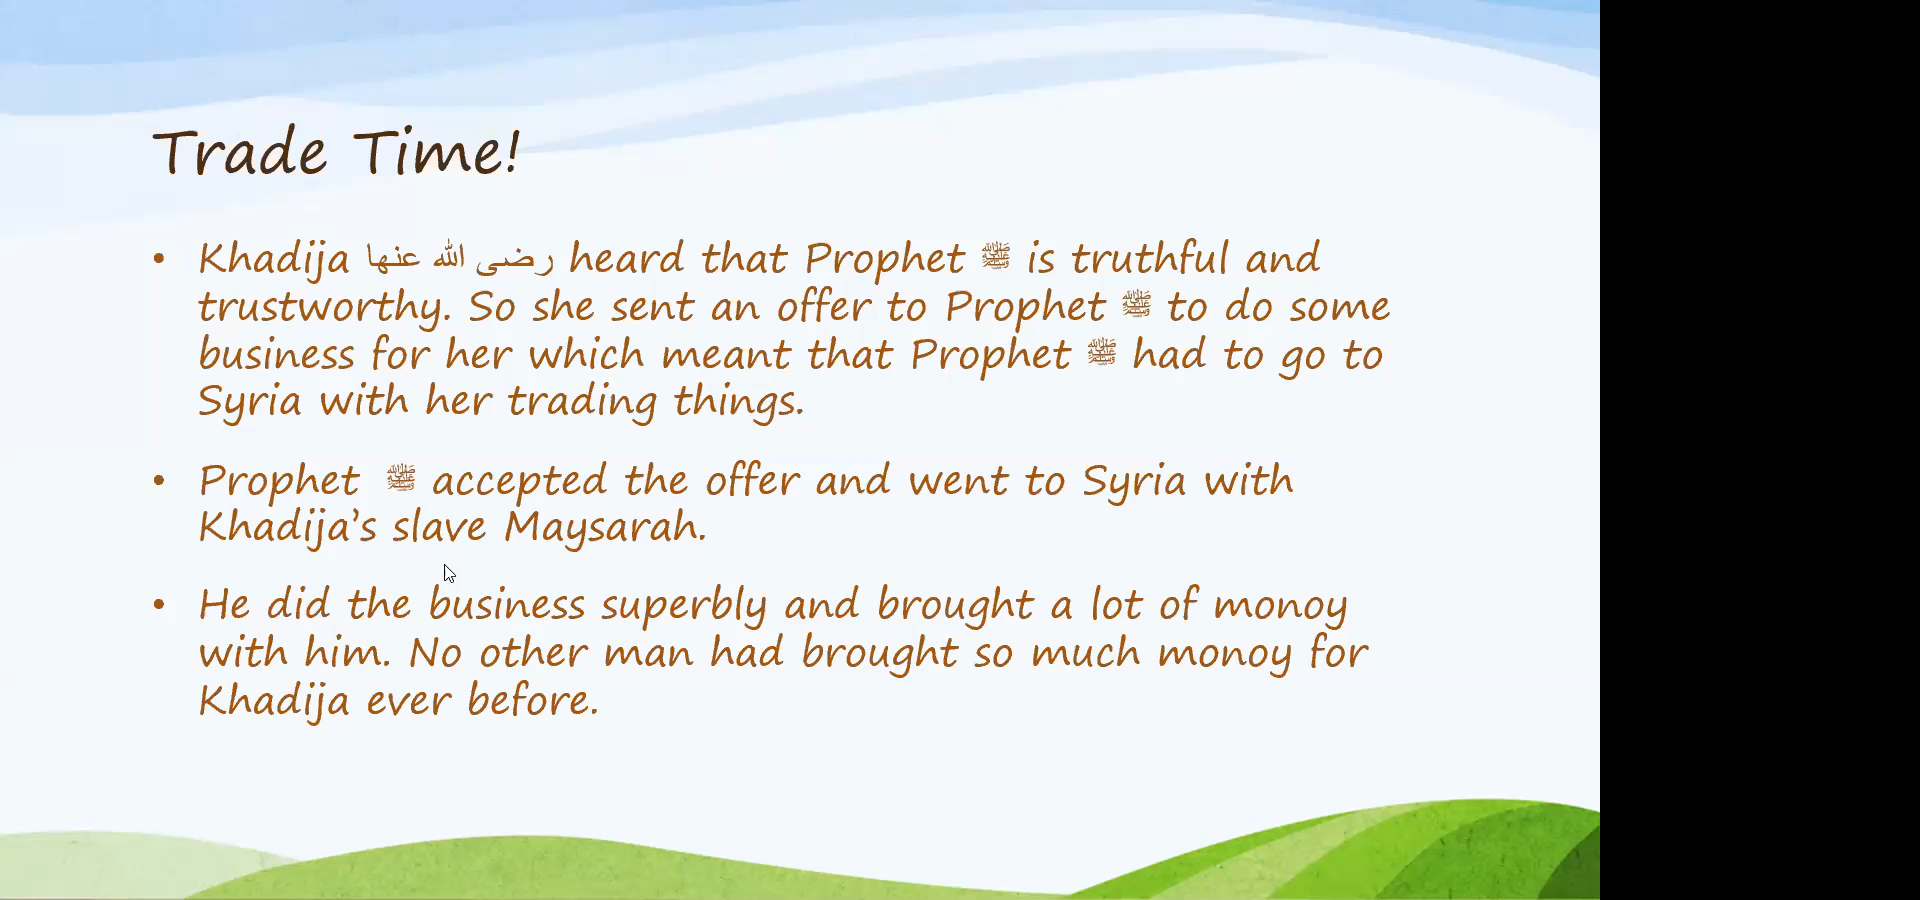 Trade Time!
• Khadija رضى الله عنها heard that Prophet ﷺ is truthful and
trustworthy. So she sent an offer to Prophet ﷺ to do some
business for her which meant that Prophet ﷺ had to go to
Syria with her trading things.
• Prophet ﷺ accepted the offer and went to Syria with
Khadija’s slave Maysarah.
• He did the business superbly and brought a lot of monoy
with him. No other man had brought so much monoy for
Khadija ever before.